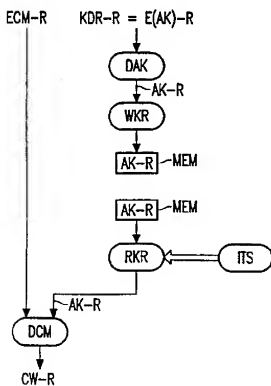 ECM-R KDR-R = E(AK)-R
DAK
AK-R
WKR
AK-R MEM
AK-R MEM
RKR ITS
AK-R
DCM
CW-R